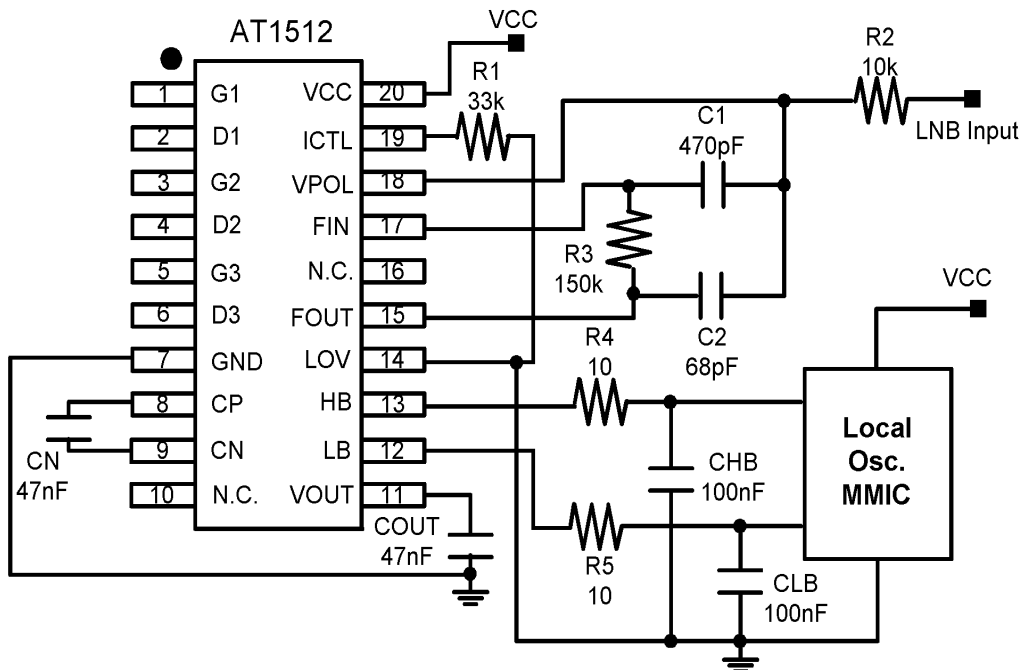 AT1512
VCC
1 G1 VCC 20
2 D1 ICTL 19
3 G2 VPOL 18
4 D2 FIN 17
5 G3 N.C. 16
6 D3 FOUT 15
7 GND LOV 14
8 CP HB 13
9 CN LB 12
10 N.C. VOUT 11
R1
33k
R2
10k
LNB Input
C1
470pF
R3
150k
C2
68pF
VCC
R4
10
Local
Osc.
MMIC
CN
47nF
CHB
100nF
COUT
47nF
R5
10
CLB
100nF